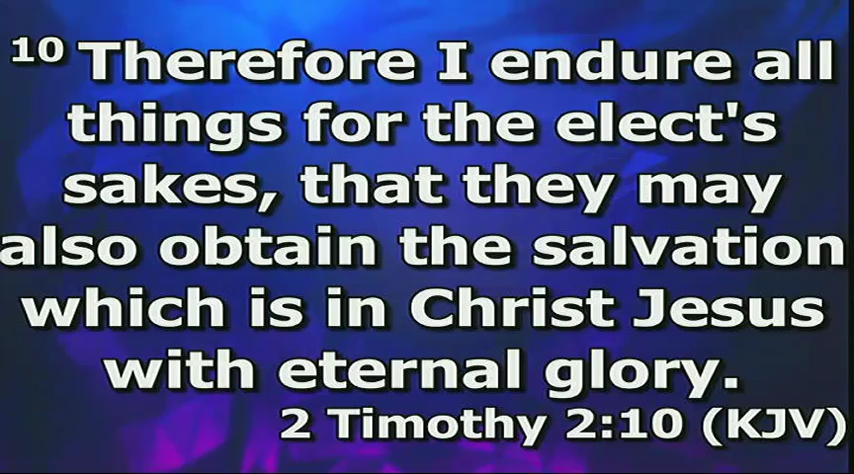 10 Therefore I endure all
things for the elect's
sakes, that they may
also obtain the salvation
which is in Christ Jesus
with eternal glory.
2 Timothy 2:10 (KJV)